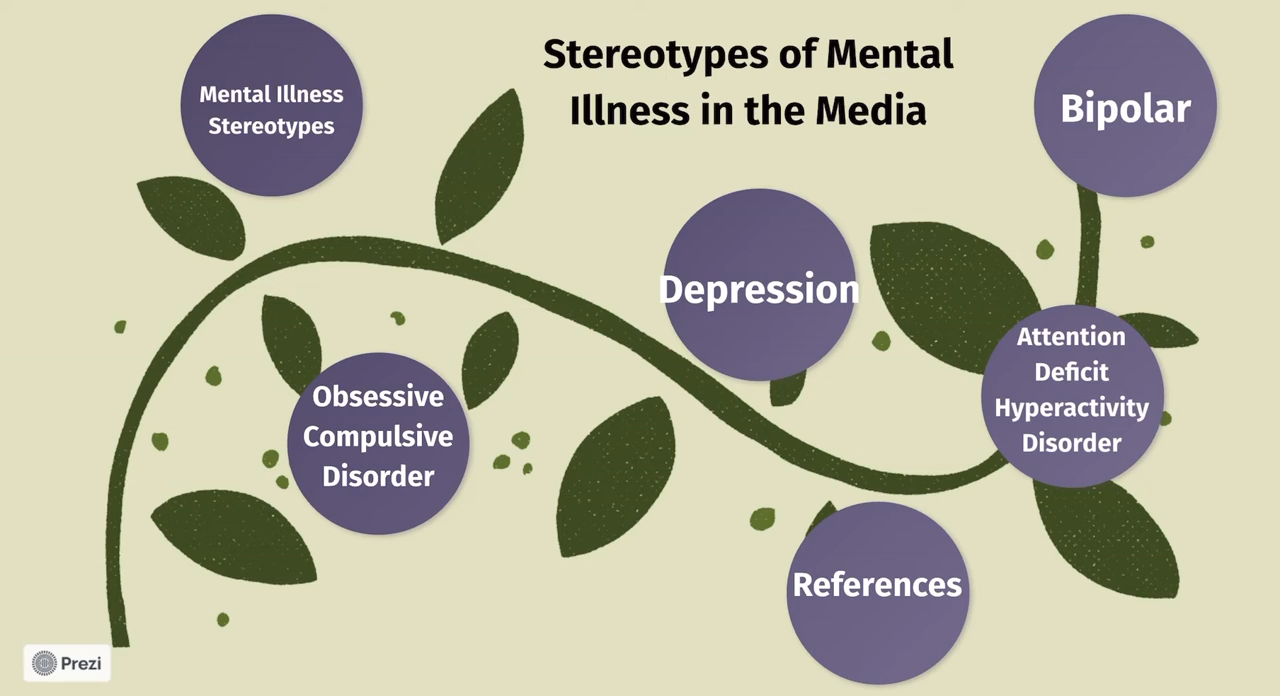 Stereotypes of Mental
Illness in the Media
Mental Illness
Stereotypes
Bipolar
Depression
Attention
Deficit
Hyperactivity
Disorder
Obsessive
Compulsive
Disorder
References
Prezi